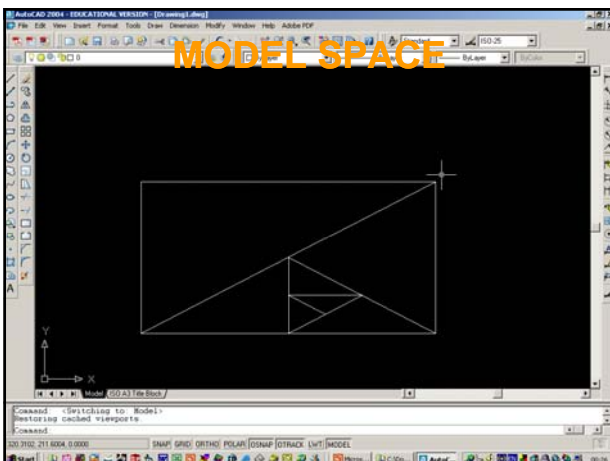 AutoCAD 2004 - EDUCATIONAL VERSION - [Drawing1.dwg]
File Edit View Insert Format Tools Draw Dimension Modify Window Help Adobe PDF
Standard ISO-25
MODEL SPACE
0 ByLayer ByLayer ByColor
Y
X
A
Model ISO A3 Title Block
Command: <Switching to: Model>
Restoring cached viewports.
Command:
320.3102, 211.6004, 0.0000 SNAP GRID ORTHO POLAR OSNAP OTRACK LWT MODEL
Start